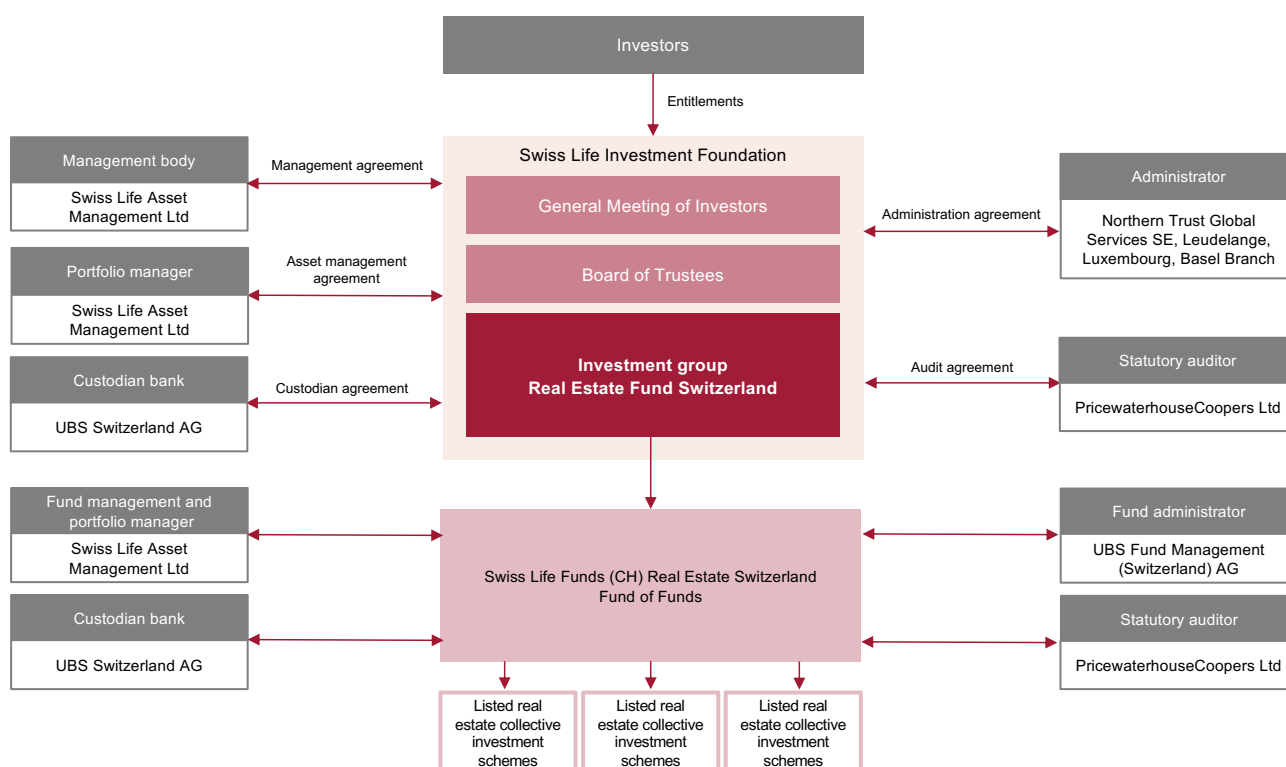 Investors
Entitlements
Swiss Life Investment Foundation
General Meeting of Investors
Board of Trustees
Investment group
Real Estate Fund Switzerland
Management body
Swiss Life Asset
Management Ltd
Management agreement
Portfolio manager
Swiss Life Asset
Management Ltd
Asset management
agreement
Custodian bank
UBS Switzerland AG
Custodian agreement
Administrator
Northern Trust Global
Services SE, Leudelange,
Luxembourg, Basel Branch
Administration agreement
Statutory auditor
PricewaterhouseCoopers Ltd
Audit agreement
Fund management and
portfolio manager
Swiss Life Asset
Management Ltd
Custodian bank
UBS Switzerland AG
Swiss Life Funds (CH) Real Estate Switzerland
Fund of Funds
Fund administrator
UBS Fund Management
(Switzerland) AG
Statutory auditor
PricewaterhouseCoopers Ltd
Listed real
estate collective
investment
schemes
Listed real
estate collective
investment
schemes
Listed real
estate collective
investment
schemes